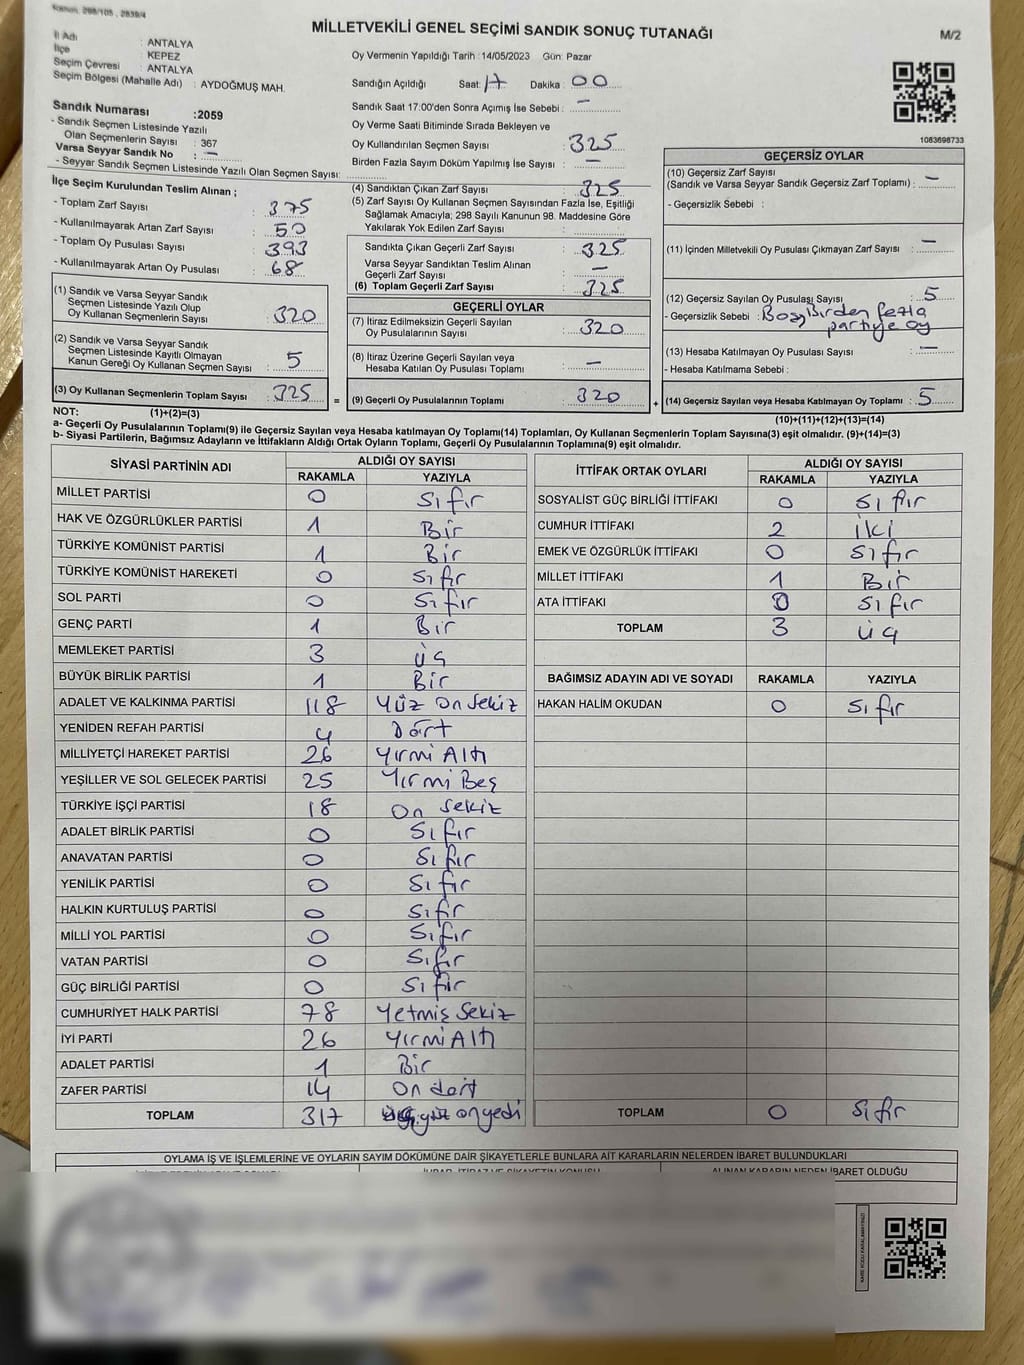 MİLLETVEKİLİ GENEL SEÇİMİ SANDIK SONUÇ TUTANAĞI
M/2
İl Adı : ANTALYA
İlçe : KEPEZ
Seçim Çevresi : ANTALYA
Seçim Bölgesi (Mahalle Adı) : AYDOĞMUŞ MAH.
Sandık Numarası :2059
- Sandık Seçmen Listesinde Yazılı
Olan Seçmenlerin Sayısı : 367
Varsa Seyyar Sandık No : —
- Seyyar Sandık Seçmen Listesinde Yazılı Olan Seçmen Sayısı:
Oy Vermenin Yapıldığı Tarih :14/05/2023 Gün: Pazar
Sandığın Açıldığı Saat: 17 Dakika : 00
Sandık Saat 17:00'den Sonra Açımış İse Sebebi : —
Oy Verme Saati Bitiminde Sırada Bekleyen ve
Oy Kullandırılan Seçmen Sayısı : 325
Birden Fazla Sayım Döküm Yapılmış İse Sayısı : —
1083698733
İlçe Seçim Kurulundan Teslim Alınan ;
- Toplam Zarf Sayısı : 375
- Kullanılmayarak Artan Zarf Sayısı : 50
- Toplam Oy Pusulası Sayısı : 393
- Kullanılmayarak Artan Oy Pusulası : 68
(1) Sandık ve Varsa Seyyar Sandık
Seçmen Listesinde Yazılı Olup
Oy Kullanan Seçmenlerin Sayısı : 320
(2) Sandık ve Varsa Seyyar Sandık
Seçmen Listesinde Kayıtlı Olmayan
Kanun Gereği Oy Kullanan Seçmen Sayısı : 5
(3) Oy Kullanan Seçmenlerin Toplam Sayısı : 325 =
(4) Sandıktan Çıkan Zarf Sayısı : 325
(5) Zarf Sayısı Oy Kullanan Seçmen Sayısından Fazla İse, Eşitliği
Sağlamak Amacıyla; 298 Sayılı Kanunun 98. Maddesine Göre
Yakılarak Yok Edilen Zarf Sayısı :
Sandıkta Çıkan Geçerli Zarf Sayısı : 325
Varsa Seyyar Sandıktan Teslim Alınan
Geçerli Zarf Sayısı : —
(6) Toplam Geçerli Zarf Sayısı : 325
GEÇERLİ OYLAR
(7) İtiraz Edilmeksizin Geçerli Sayılan
Oy Pusulalarının Sayısı : 320
(8) İtiraz Üzerine Geçerli Sayılan veya
Hesaba Katılan Oy Pusulası Toplamı : —
(9) Geçerli Oy Pusulalarının Toplamı : 320 +
GEÇERSİZ OYLAR
(10) Geçersiz Zarf Sayısı
(Sandık ve Varsa Seyyar Sandık Geçersiz Zarf Toplamı) : —
- Geçersizlik Sebebi :
(11) İçinden Milletvekili Oy Pusulası Çıkmayan Zarf Sayısı : —
(12) Geçersiz Sayılan Oy Pusulası Sayısı : 5
- Geçersizlik Sebebi : Boş, Birden fazla
partiye oy
(13) Hesaba Katılmayan Oy Pusulası Sayısı : —
- Hesaba Katılmama Sebebi :
(14) Geçersiz Sayılan veya Hesaba Katılmayan Oy Toplamı : 5
NOT: (1)+(2)=(3) (10)+(11)+(12)+(13)=(14)
a- Geçerli Oy Pusulalarının Toplamı(9) ile Geçersiz Sayılan veya Hesaba katılmayan Oy Toplamı(14) Toplamları, Oy Kullanan Seçmenlerin Toplam Sayısına(3) eşit olmalıdır. (9)+(14)=(3)
b- Siyasi Partilerin, Bağımsız Adayların ve İttifakların Aldığı Ortak Oyların Toplamı, Geçerli Oy Pusulalarının Toplamına(9) eşit olmalıdır.
SİYASİ PARTİNİN ADI ALDIĞI OY SAYISI
RAKAMLA YAZIYLA
MİLLET PARTİSİ 0 Sıfır
HAK VE ÖZGÜRLÜKLER PARTİSİ 1 Bir
TÜRKİYE KOMÜNİST PARTİSİ 1 Bir
TÜRKİYE KOMÜNİST HAREKETİ 0 Sıfır
SOL PARTİ 0 Sıfır
GENÇ PARTİ 1 Bir
MEMLEKET PARTİSİ 3 üç
BÜYÜK BİRLİK PARTİSİ 1 Bir
ADALET VE KALKINMA PARTİSİ 118 Yüz on sekiz
YENİDEN REFAH PARTİSİ 4 Dört
MİLLİYETÇİ HAREKET PARTİSİ 26 Yirmi Altı
YEŞİLLER VE SOL GELECEK PARTİSİ 25 Yirmi Beş
TÜRKİYE İŞÇİ PARTİSİ 18 On sekiz
ADALET BİRLİK PARTİSİ 0 Sıfır
ANAVATAN PARTİSİ 0 Sıfır
YENİLİK PARTİSİ 0 Sıfır
HALKIN KURTULUŞ PARTİSİ 0 Sıfır
MİLLİ YOL PARTİSİ 0 Sıfır
VATAN PARTİSİ 0 Sıfır
GÜÇ BİRLİĞİ PARTİSİ 0 Sıfır
CUMHURİYET HALK PARTİSİ 78 Yetmiş Sekiz
İYİ PARTİ 26 Yirmi Altı
ADALET PARTİSİ 1 Bir
ZAFER PARTİSİ 14 On dört
TOPLAM 317 üç yüz onyedi
İTTİFAK ORTAK OYLARI ALDIĞI OY SAYISI
RAKAMLA YAZIYLA
SOSYALİST GÜÇ BİRLİĞİ İTTİFAKI 0 Sıfır
CUMHUR İTTİFAKI 2 İki
EMEK VE ÖZGÜRLÜK İTTİFAKI 0 Sıfır
MİLLET İTTİFAKI 1 Bir
ATA İTTİFAKI 0 Sıfır
TOPLAM 3 üç
BAĞIMSIZ ADAYIN ADI VE SOYADI RAKAMLA YAZIYLA
HAKAN HALİM OKUDAN 0 Sıfır
TOPLAM 0 Sıfır
OYLAMA İŞ VE İŞLEMLERİNE VE OYLARIN SAYIM DÖKÜMÜNE DAİR ŞİKAYETLERLE BUNLARA AİT KARARLARIN NELERDEN İBARET BULUNDUKLARI
ALINAN KARARIN NEDEN İBARET OLDUĞU